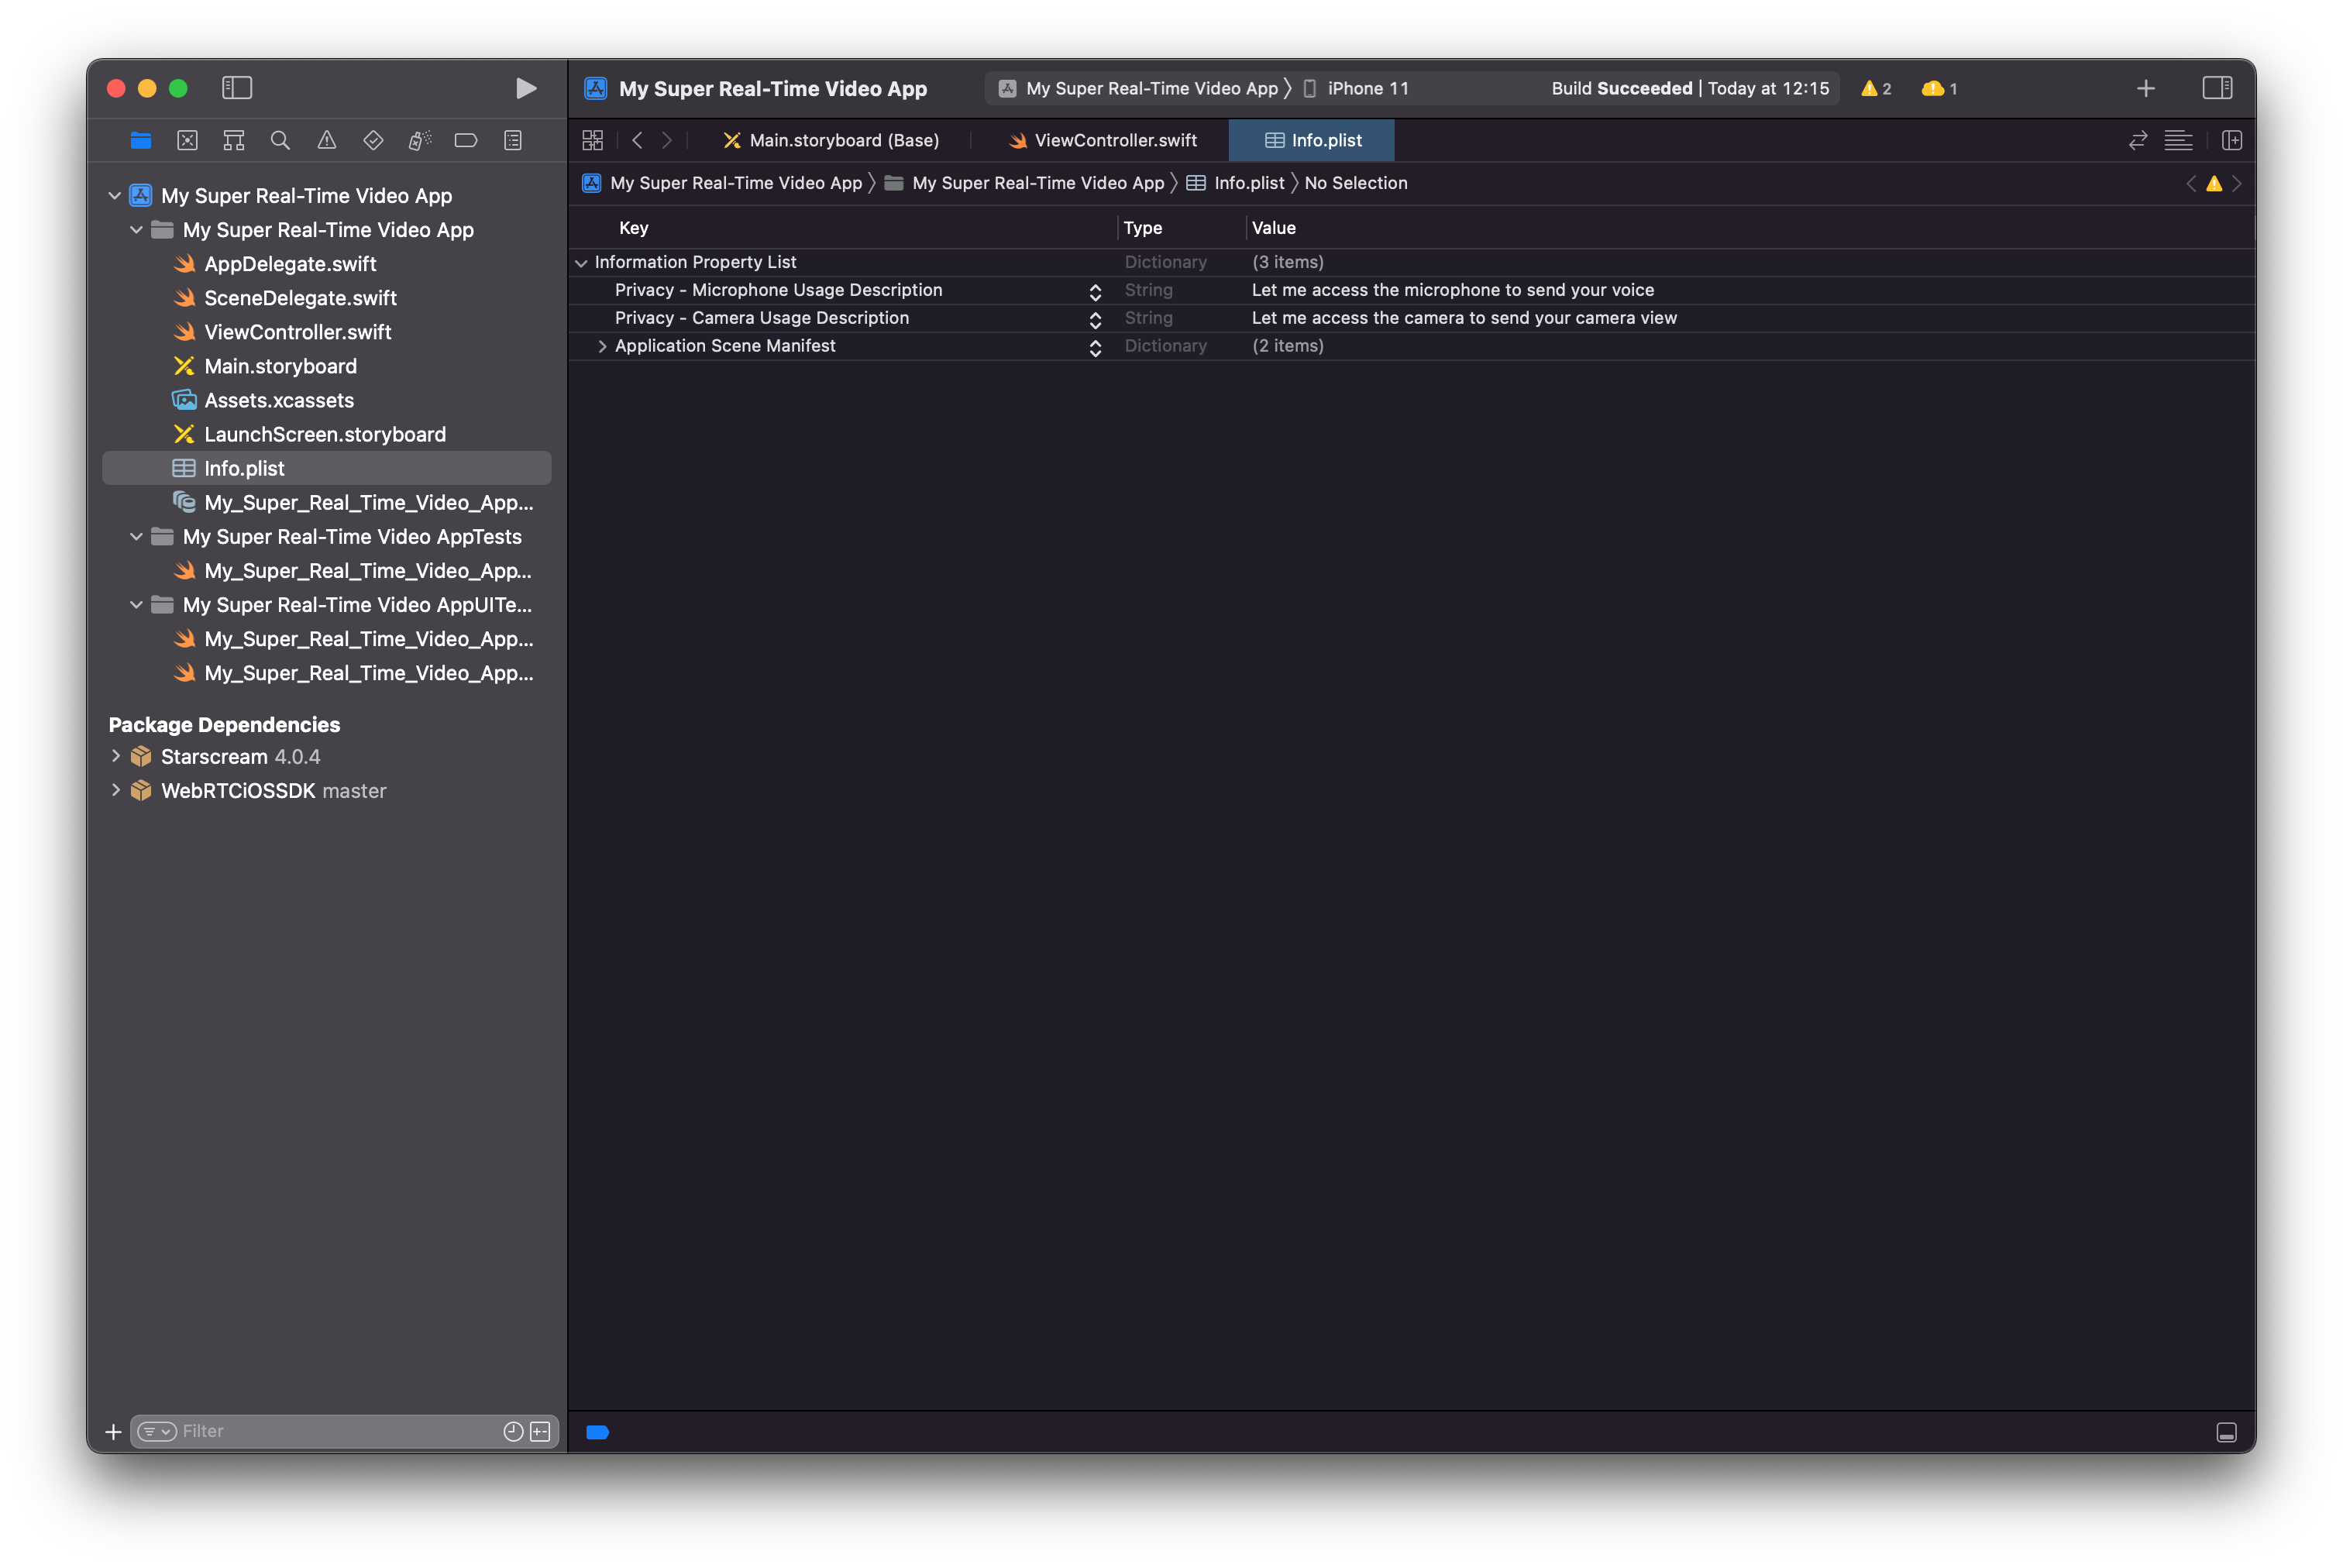 My Super Real-Time Video App
My Super Real-Time Video App
iPhone 11
Build Succeeded | Today at 12:15
2
1
Main.storyboard (Base)
ViewController.swift
Info.plist
My Super Real-Time Video App
My Super Real-Time Video App
Info.plist
No Selection
My Super Real-Time Video App
My Super Real-Time Video App
AppDelegate.swift
SceneDelegate.swift
ViewController.swift
Main.storyboard
Assets.xcassets
LaunchScreen.storyboard
Info.plist
My_Super_Real_Time_Video_App...
My Super Real-Time Video AppTests
My_Super_Real_Time_Video_App...
My Super Real-Time Video AppUITe...
My_Super_Real_Time_Video_App...
My_Super_Real_Time_Video_App...
Package Dependencies
Starscream 4.0.4
WebRTCiOSSDK master
Filter
Key Type Value
Information Property List Dictionary (3 items)
Privacy - Microphone Usage Description String Let me access the microphone to send your voice
Privacy - Camera Usage Description String Let me access the camera to send your camera view
Application Scene Manifest Dictionary (2 items)